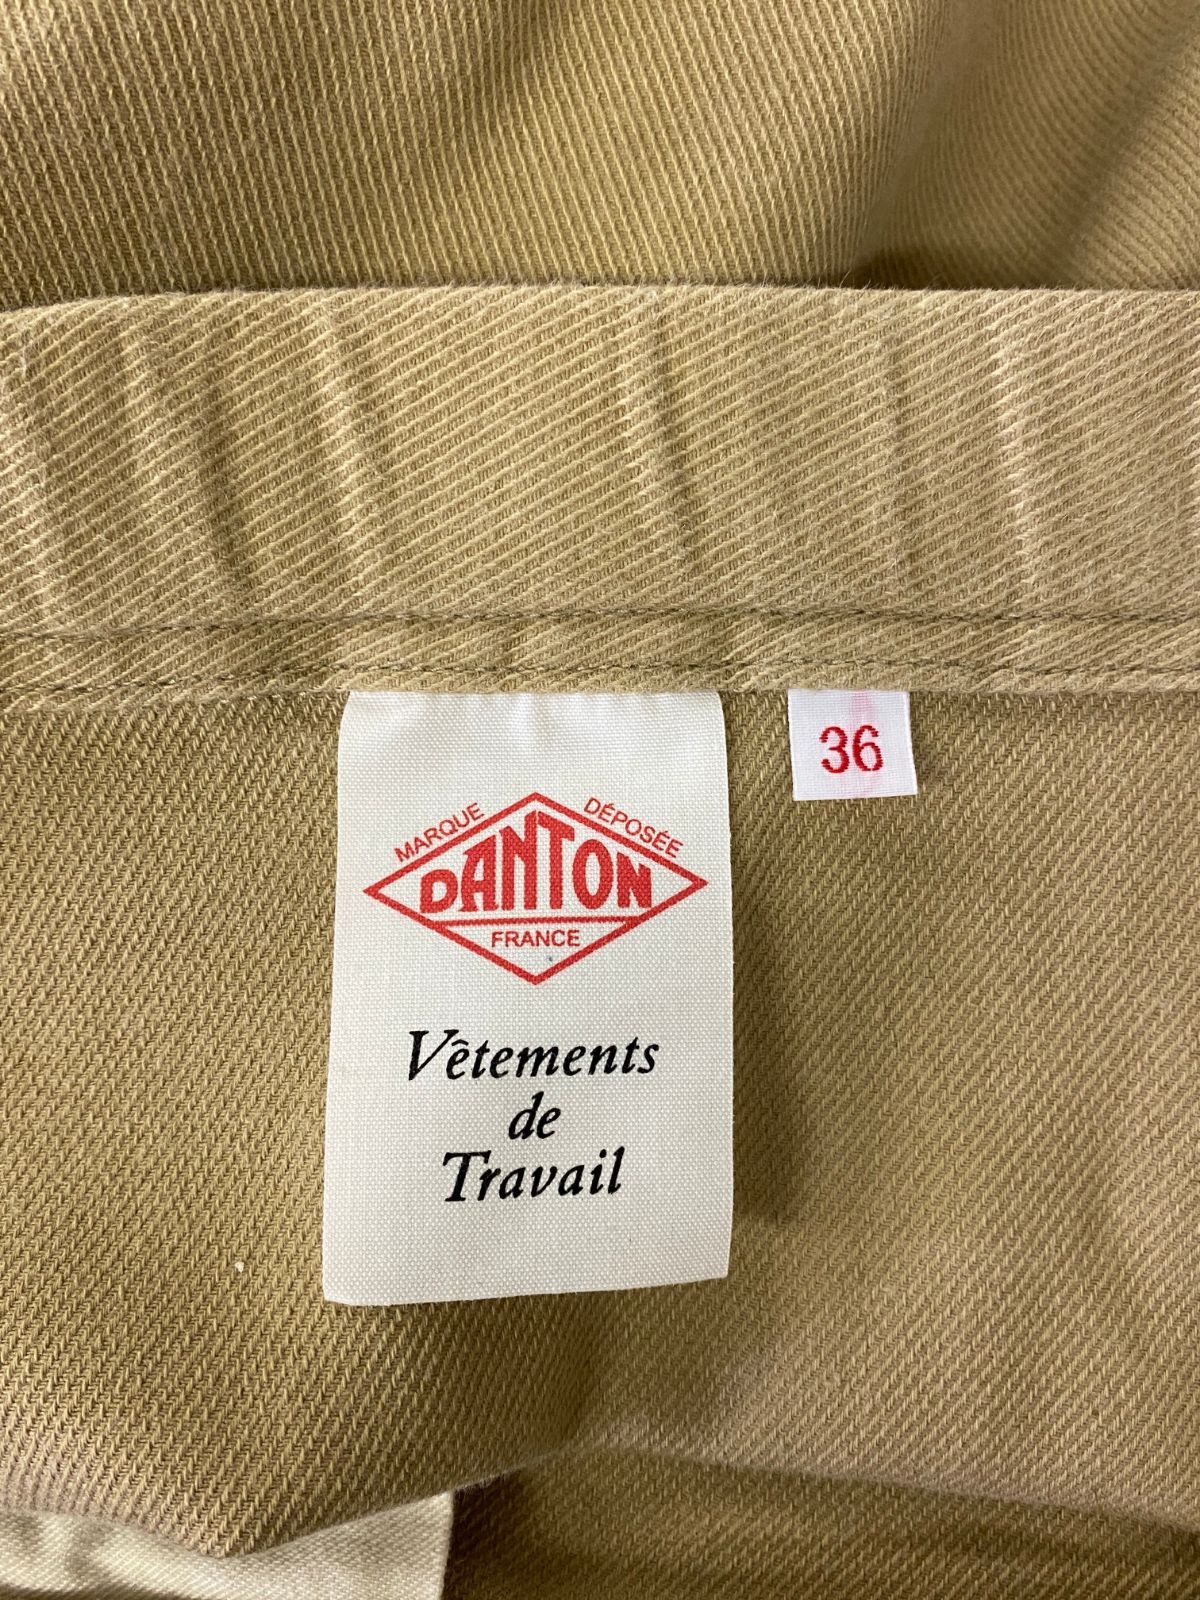 36
MARQUE DÉPOSÉE
DANTON
FRANCE
Vêtements
de
Travail